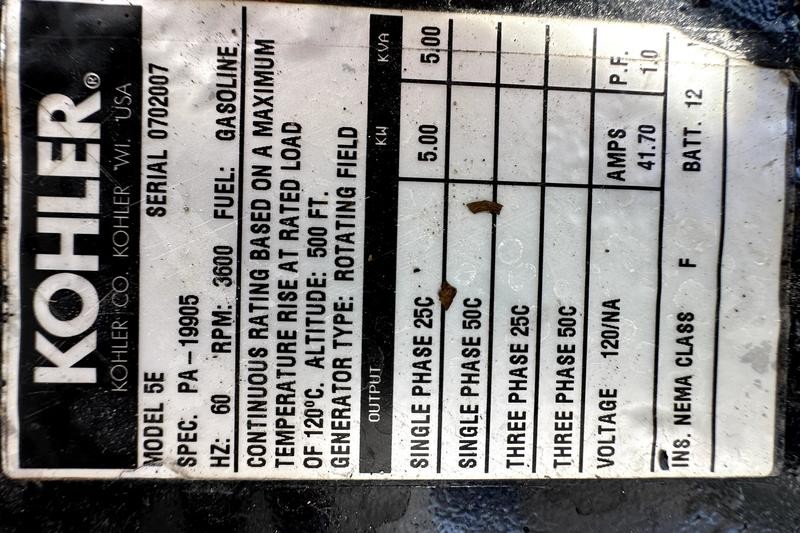 KOHLER®
KOHLER CO. KOHLER WI. USA
MODEL 5E SERIAL 0702007
SPEC. PA-19905
HZ: 60 RPM: 3600 FUEL: GASOLINE
CONTINUOUS RATING BASED ON A MAXIMUM
TEMPERATURE RISE AT RATED LOAD
OF 120ºC. ALTITUDE: 500 FT.
GENERATOR TYPE: ROTATING FIELD
OUTPUT KW KVA
SINGLE PHASE 25C 5.00 5.00
SINGLE PHASE 50C
THREE PHASE 25C
THREE PHASE 50C
VOLTAGE 120/NA AMPS 41.70 P.F. 1.0
INS. NEMA CLASS F BATT. 12